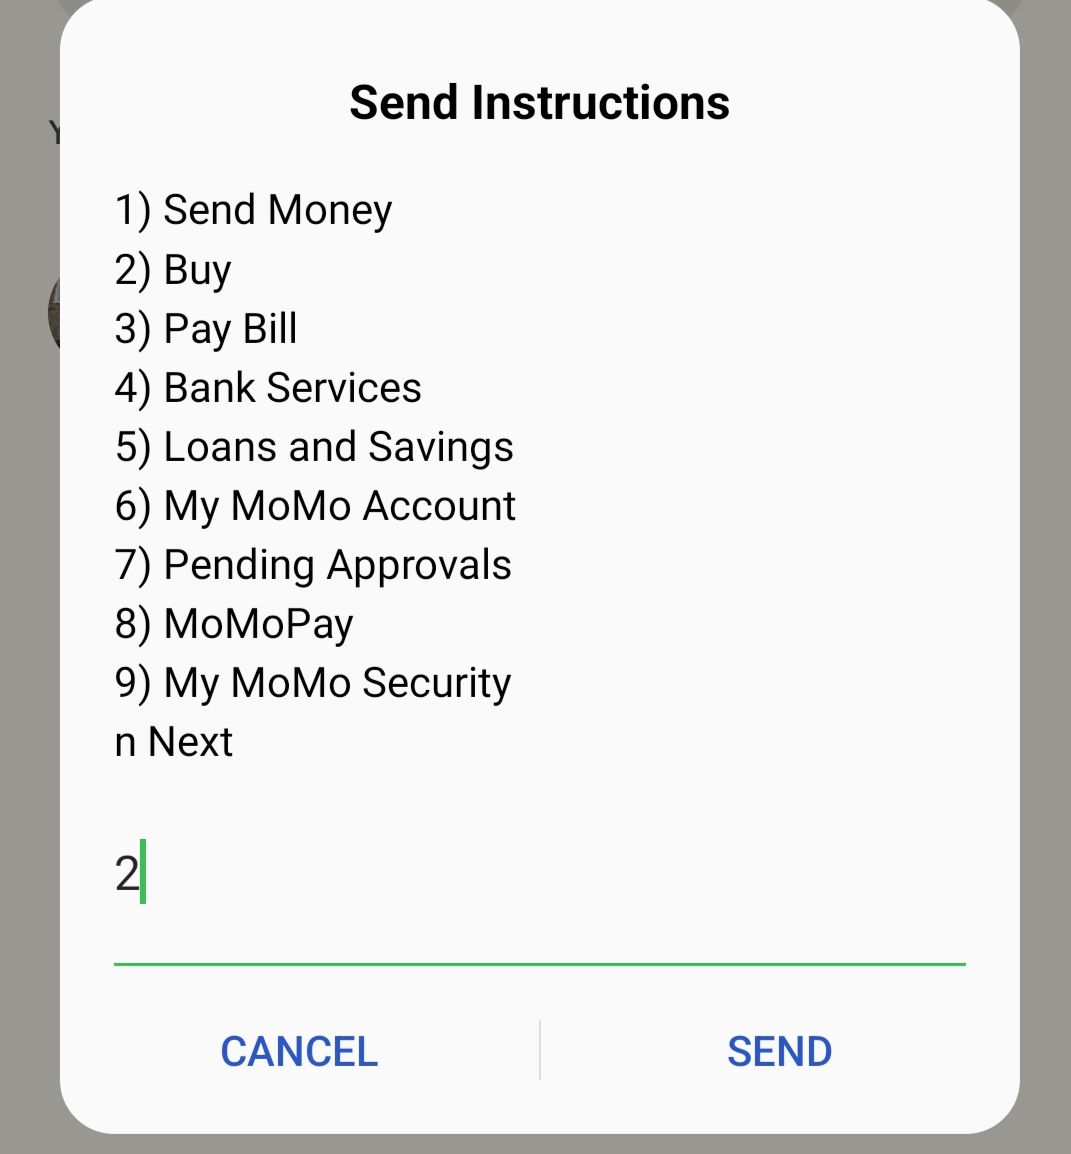 Send Instructions
1) Send Money
2) Buy
3) Pay Bill
4) Bank Services
5) Loans and Savings
6) My MoMo Account
7) Pending Approvals
8) MoMoPay
9) My MoMo Security
n Next
2
CANCEL
SEND